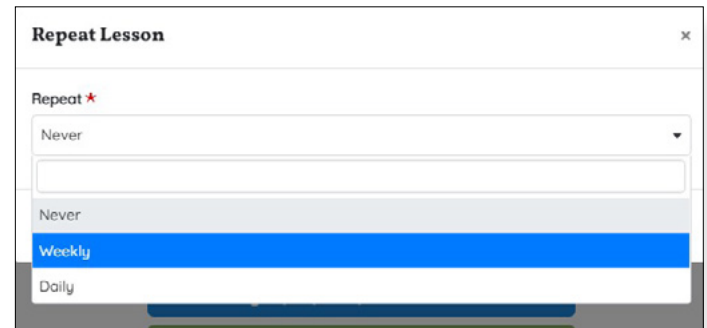 Repeat Lesson ×
Repeat *
Never
Never
Weekly
Daily